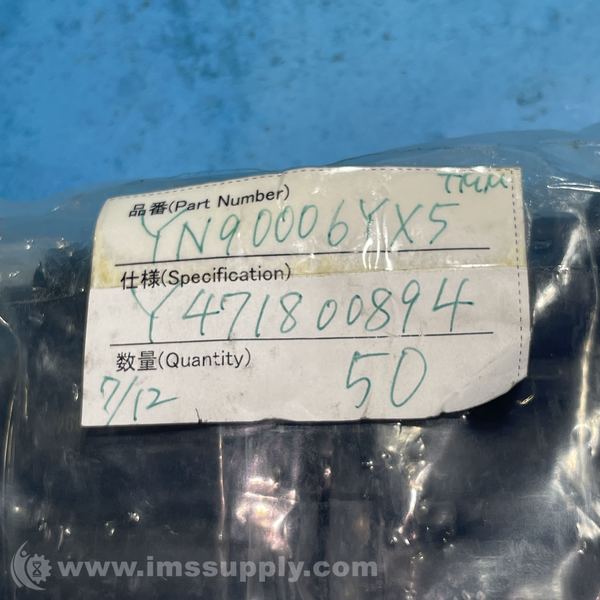 TMM
品番(Part Number)
YN90006YX5
仕様(Specification)
Y471800894
数量(Quantity)
7/12 50
www.imssupply.com